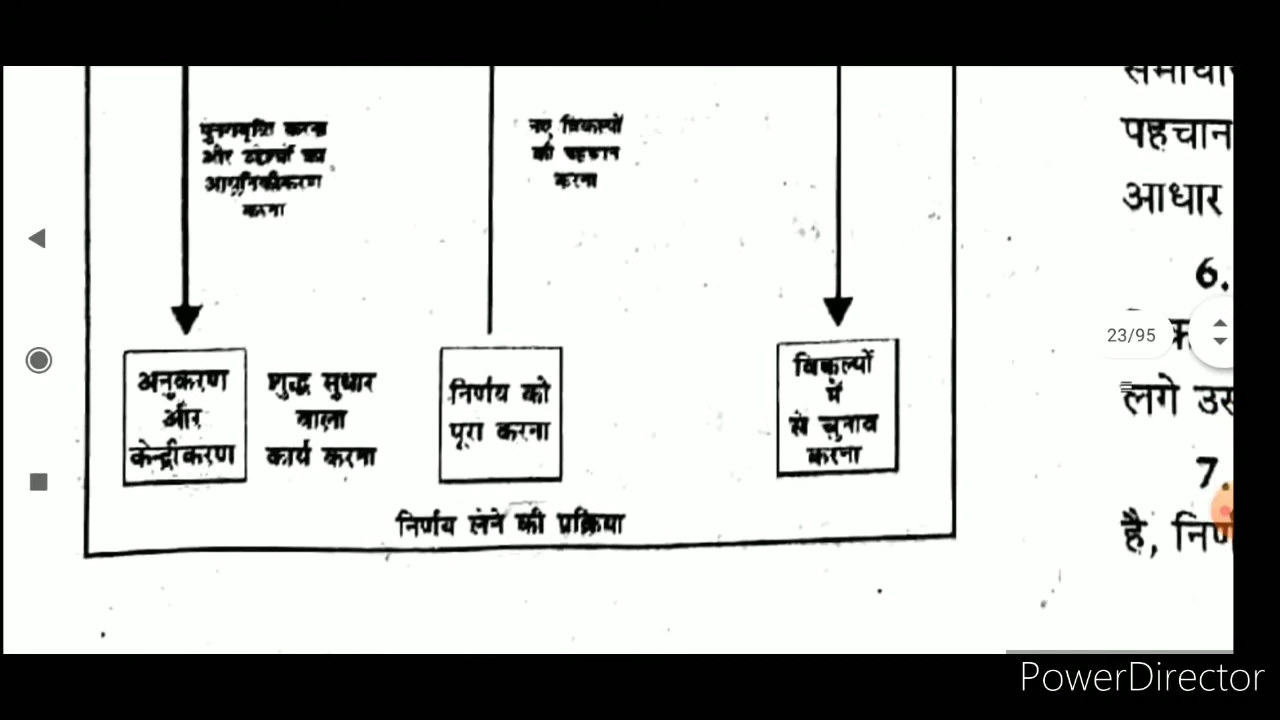 पुनरावृत्ति करना
और उद्देश्यों का
आधुनिकीकरण
करना
नए विकल्पों
की पहचान
करना
अनुकरण
और
केन्द्रीकरण
शुद्ध सुधार
वाला
कार्य करना
निर्णय को
पूरा करना
विकल्पों
में
से चुनाव
करना
निर्णय लेने की प्रक्रिया
पहचान
आधार
6.
23/95
लगे उस
7.
है, निर्ण
PowerDirector